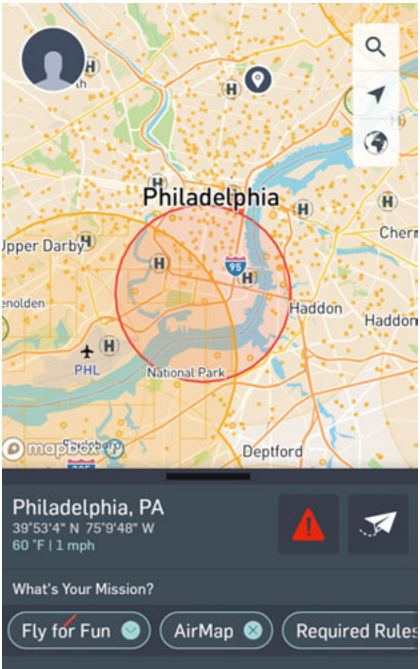 H
H
H
Philadelphia
H
H
Upper Darby
H
Cherr
H
95
H
enolden
Haddon
Haddon
H
PHL
National Park
mapbox
Deptford
Philadelphia, PA
39°53'4" N 75°9'48" W
60 °F | 1 mph
What's Your Mission?
Fly for Fun
AirMap
Required Rules